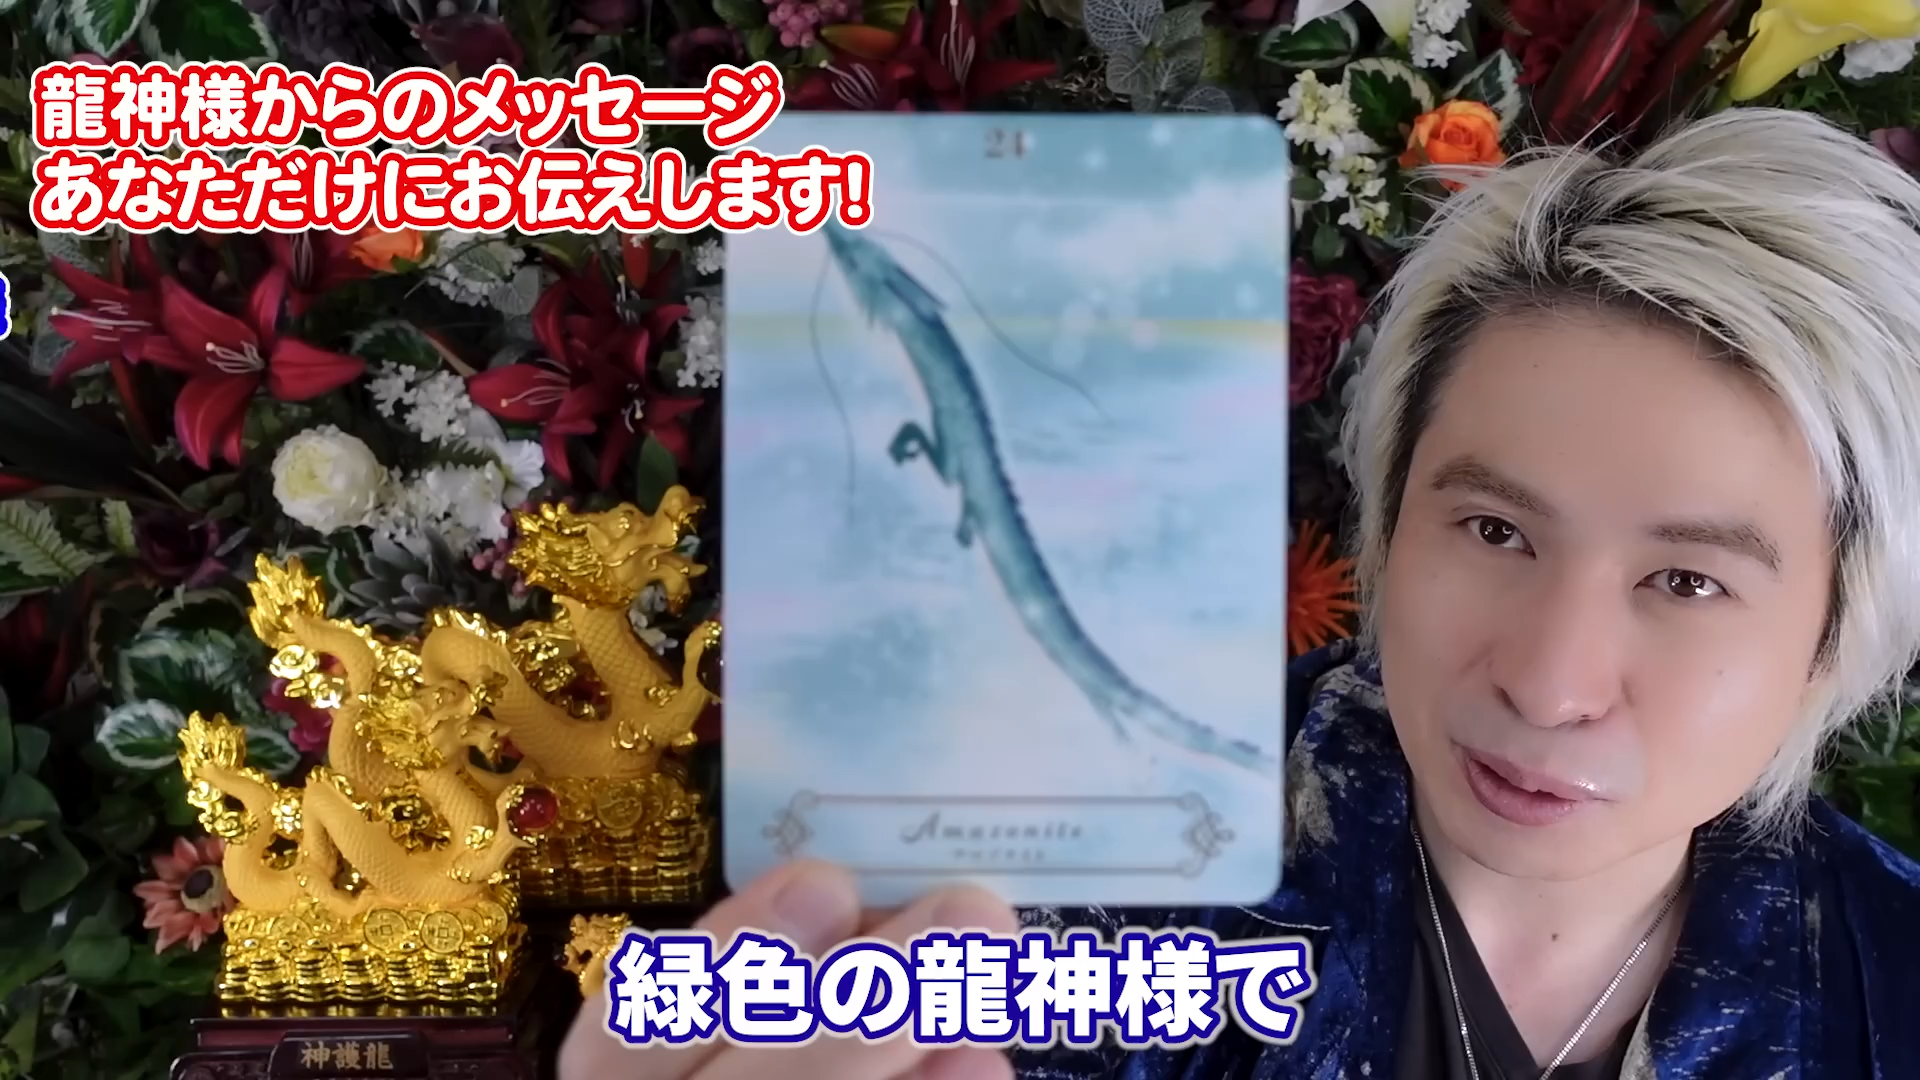 龍神様からのメッセージ
あなただけにお伝えします!
24
Amazonite
緑色の龍神様で
神護龍